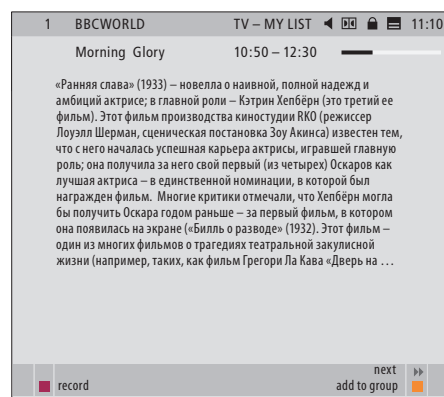 1 BBCWORLD TV – MY LIST 11:10
Morning Glory 10:50 – 12:30
«Ранняя слава» (1933) – новелла о наивной, полной надежд и
амбиций актрисе; в главной роли – Кэтрин Хепбёрн (это третий ее
фильм). Этот фильм производства киностудии RKO (режиссер
Лоуэлл Шерман, сценическая постановка Зоу Акинса) известен тем,
что с него началась успешная карьера актрисы, игравшей главную
роль; она получила за него свой первый (из четырех) Оскаров как
лучшая актриса – в единственной номинации, в которой был
награжден фильм. Многие критики отмечали, что Хепбёрн могла
бы получить Оскара годом раньше – за первый фильм, в котором
она появилась на экране («Билль о разводе» (1932). Этот фильм –
один из многих фильмов о трагедиях театральной закулисной
жизни (например, таких, как фильм Грегори Ла Кава «Дверь на …
next
record add to group